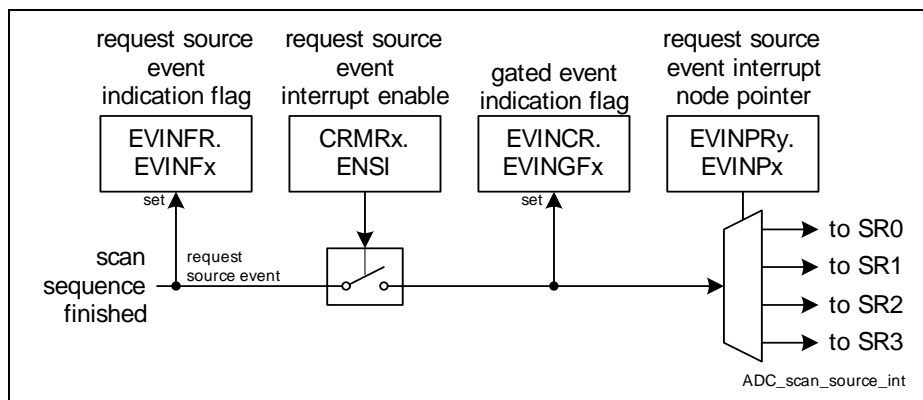 request source
event
indication flag
request source
event
interrupt enable
gated event
indication flag
request source
event interrupt
node pointer
EVINFR.
EVINFx
CRMRx.
ENSI
EVINCR.
EVINGFx
EVINPRy.
EVINPx
set
set
scan
sequence
finished
request
source event
to SR0
to SR1
to SR2
to SR3
ADC_scan_source_int